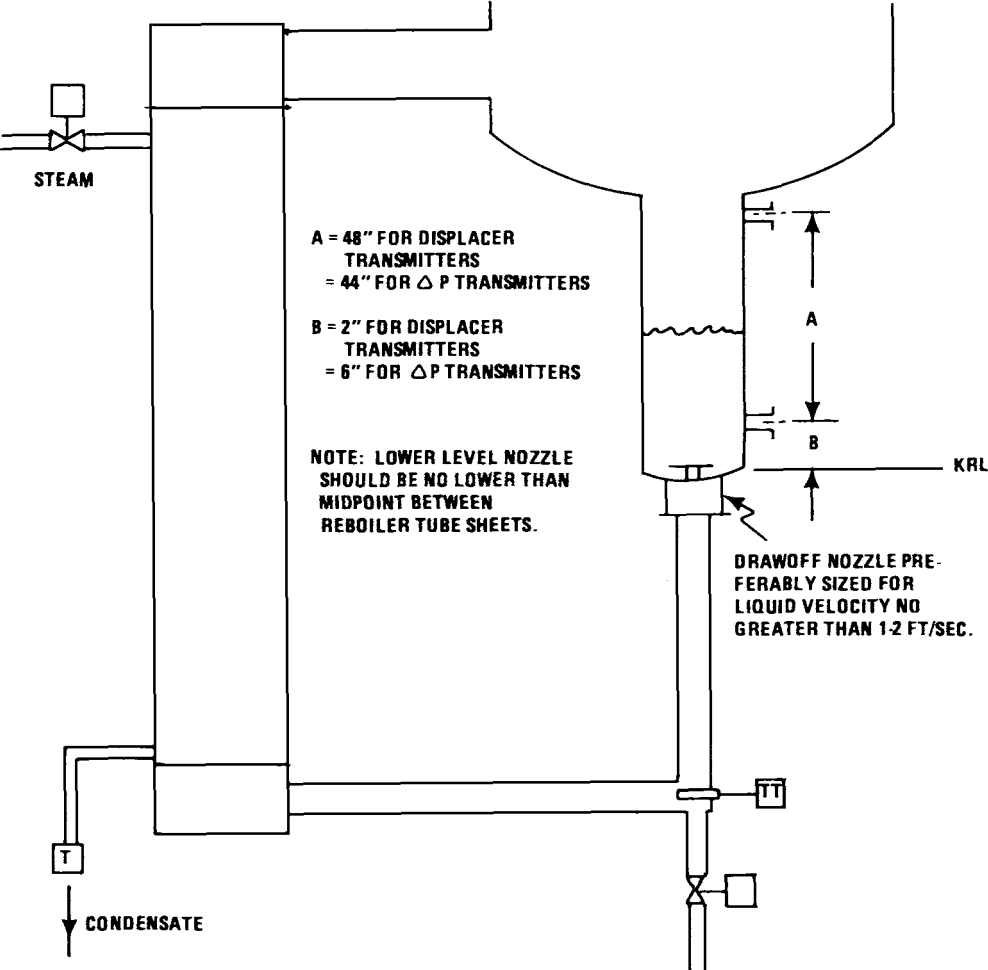 STEAM
A = 48" FOR DISPLACER
TRANSMITTERS
= 44" FOR △ P TRANSMITTERS
B = 2" FOR DISPLACER
TRANSMITTERS
= 6" FOR △P TRANSMITTERS
NOTE: LOWER LEVEL NOZZLE
SHOULD BE NO LOWER THAN
MIDPOINT BETWEEN
REBOILER TUBE SHEETS.
A
B
KRL
DRAWOFF NOZZLE PRE-
FERABLY SIZED FOR
LIQUID VELOCITY NO
GREATER THAN 1-2 FT/SEC.
TT
T
CONDENSATE